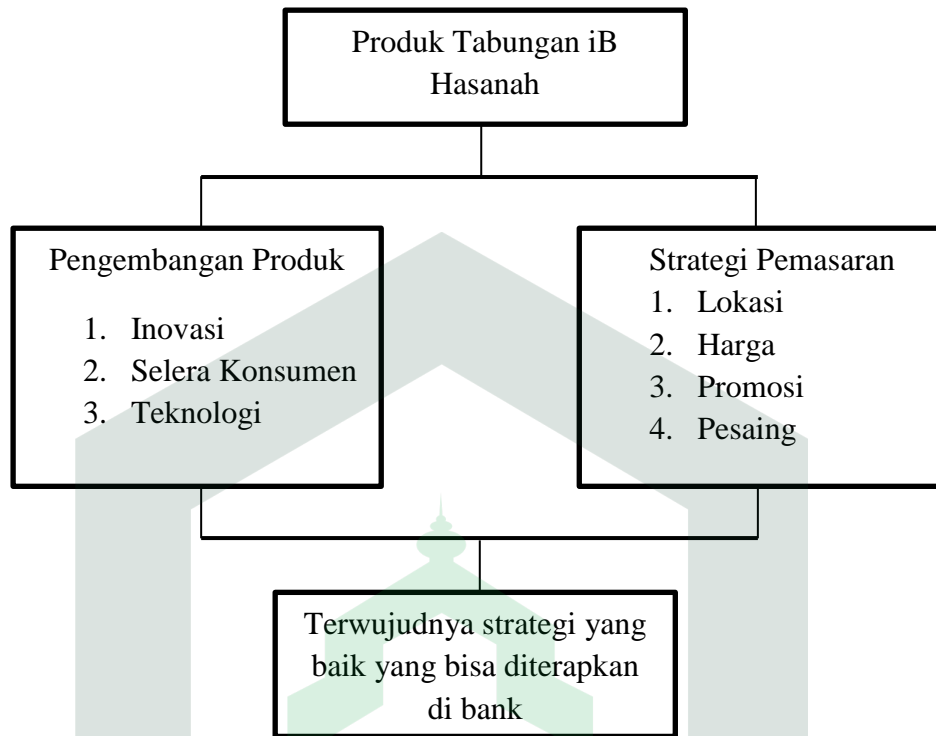 Produk Tabungan iB
Hasanah
Pengembangan Produk
1. Inovasi
2. Selera Konsumen
3. Teknologi
Strategi Pemasaran
1. Lokasi
2. Harga
3. Promosi
4. Pesaing
Terwujudnya strategi yang
baik yang bisa diterapkan
di bank